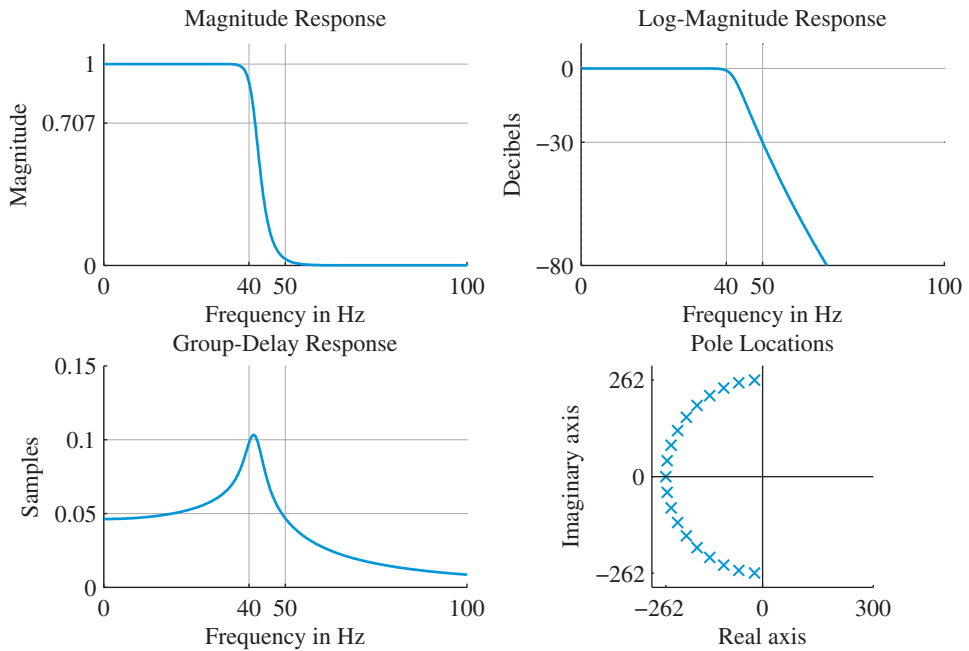 Magnitude Response
1
0.707
0
Magnitude
0 40 50 100
Frequency in Hz
Log-Magnitude Response
0
−30
−80
Decibels
0 40 50 100
Frequency in Hz
Group-Delay Response
0.15
0.1
0.05
0
Samples
0 40 50 100
Frequency in Hz
Pole Locations
262
0
−262
Imaginary axis
−262 0 300
Real axis